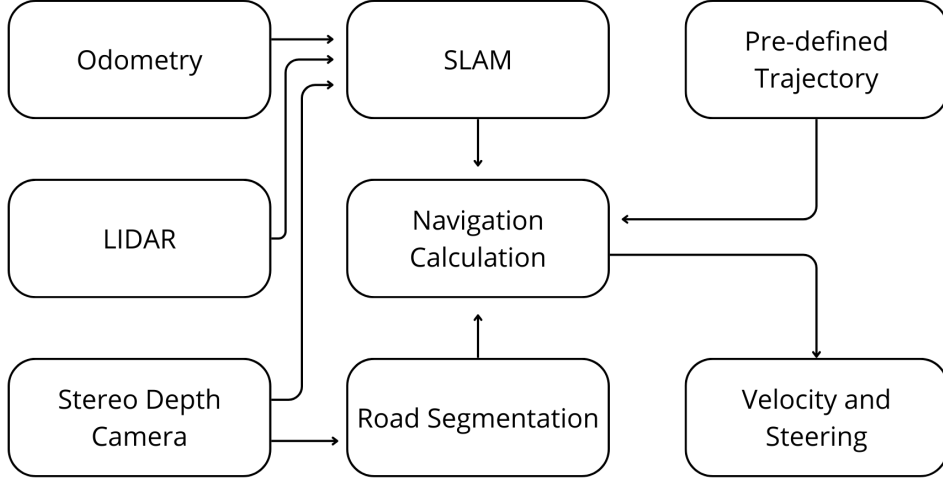 Odometry
SLAM
Pre-defined
Trajectory
LIDAR
Navigation
Calculation
Stereo Depth
Camera
Road Segmentation
Velocity and
Steering